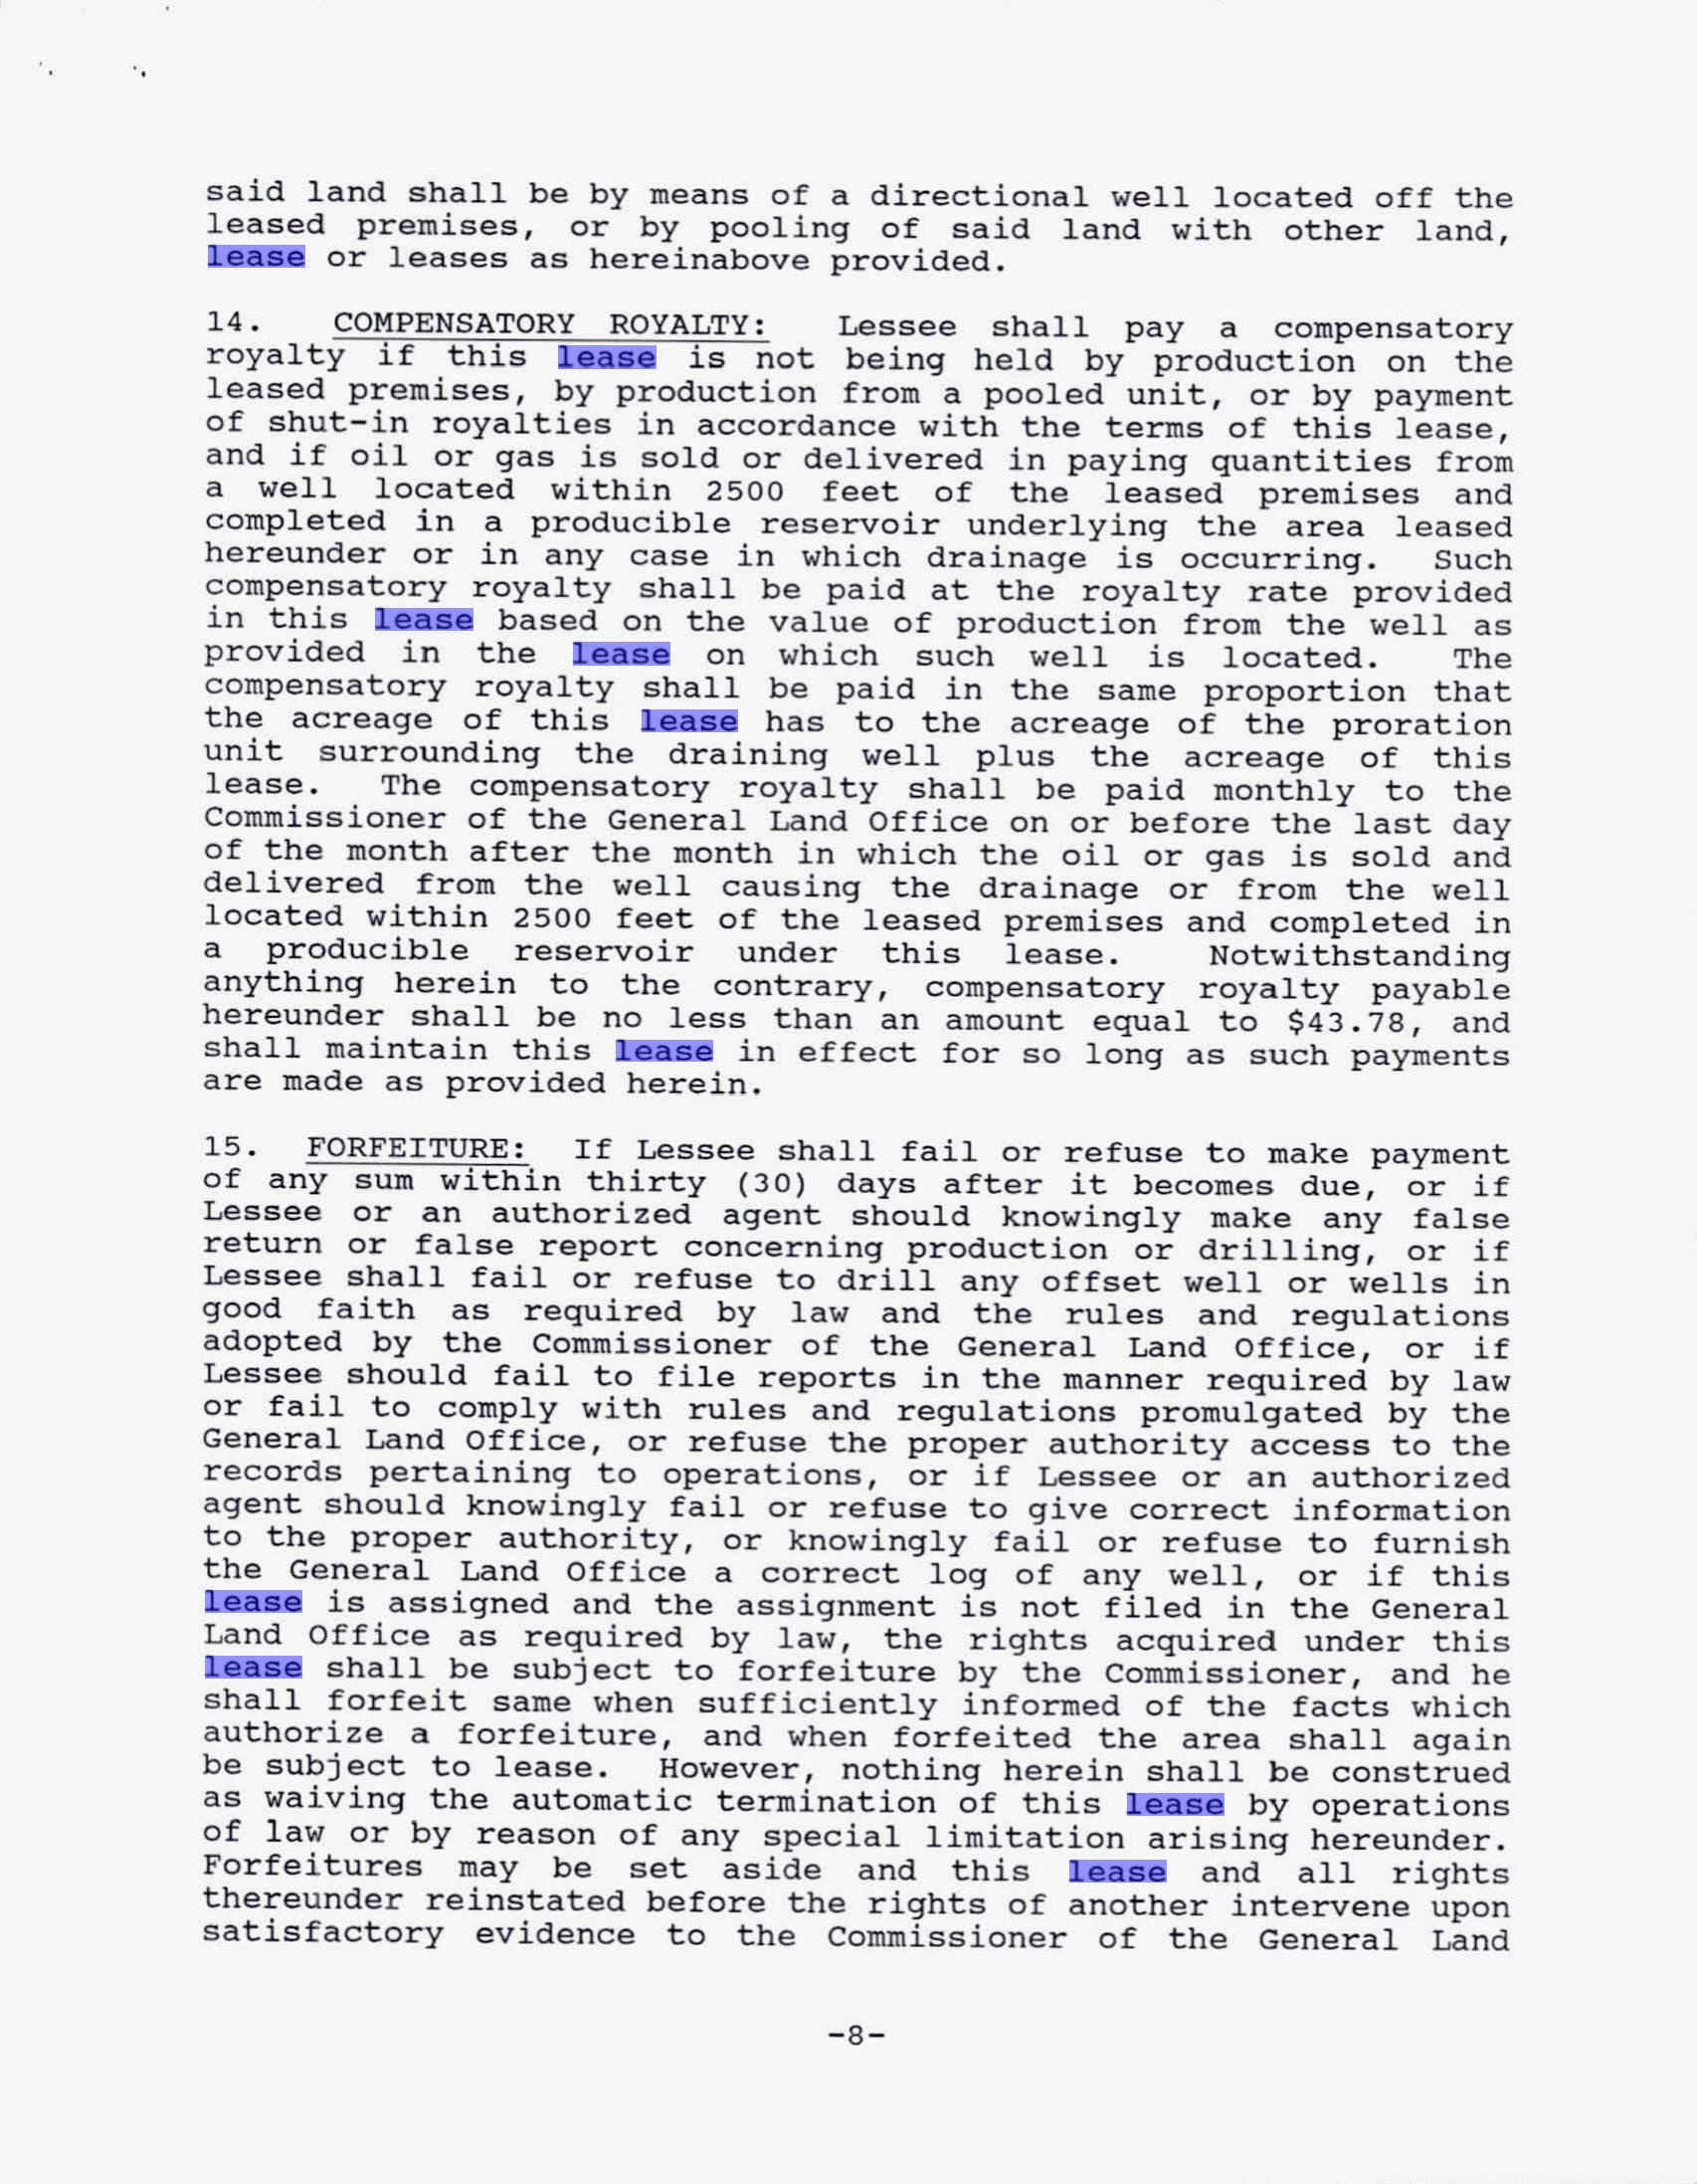 said land shall be by means of a directional well located off the
leased premises, or by pooling of said land with other land,
lease or leases as hereinabove provided.
14. COMPENSATORY ROYALTY: Lessee shall pay a compensatory
royalty if this lease is not being held by production on the
leased premises, by production from a pooled unit, or by payment
of shut-in royalties in accordance with the terms of this lease,
and if oil or gas is sold or delivered in paying quantities from
a well located within 2500 feet of the leased premises and
completed in a producible reservoir underlying the area leased
hereunder or in any case in which drainage is occurring. Such
compensatory royalty shall be paid at the royalty rate provided
in this lease based on the value of production from the well as
provided in the lease on which such well is located. The
compensatory royalty shall be paid in the same proportion that
the acreage of this lease has to the acreage of the proration
unit surrounding the draining well plus the acreage of this
lease. The compensatory royalty shall be paid monthly to the
Commissioner of the General Land Office on or before the last day
of the month after the month in which the oil or gas is sold and
delivered from the well causing the drainage or from the well
located within 2500 feet of the leased premises and completed in
a producible reservoir under this lease. Notwithstanding
anything herein to the contrary, compensatory royalty payable
hereunder shall be no less than an amount equal to $43.78, and
shall maintain this lease in effect for so long as such payments
are made as provided herein.
15. FORFEITURE: If Lessee shall fail or refuse to make payment
of any sum within thirty (30) days after it becomes due, or if
Lessee or an authorized agent should knowingly make any false
return or false report concerning production or drilling, or if
Lessee shall fail or refuse to drill any offset well or wells in
good faith as required by law and the rules and regulations
adopted by the Commissioner of the General Land Office, or if
Lessee should fail to file reports in the manner required by law
or fail to comply with rules and regulations promulgated by the
General Land Office, or refuse the proper authority access to the
records pertaining to operations, or if Lessee or an authorized
agent should knowingly fail or refuse to give correct information
to the proper authority, or knowingly fail or refuse to furnish
the General Land Office a correct log of any well, or if this
lease is assigned and the assignment is not filed in the General
Land Office as required by law, the rights acquired under this
lease shall be subject to forfeiture by the Commissioner, and he
shall forfeit same when sufficiently informed of the facts which
authorize a forfeiture, and when forfeited the area shall again
be subject to lease. However, nothing herein shall be construed
as waiving the automatic termination of this lease by operations
of law or by reason of any special limitation arising hereunder.
Forfeitures may be set aside and this lease and all rights
thereunder reinstated before the rights of another intervene upon
satisfactory evidence to the Commissioner of the General Land
-8-